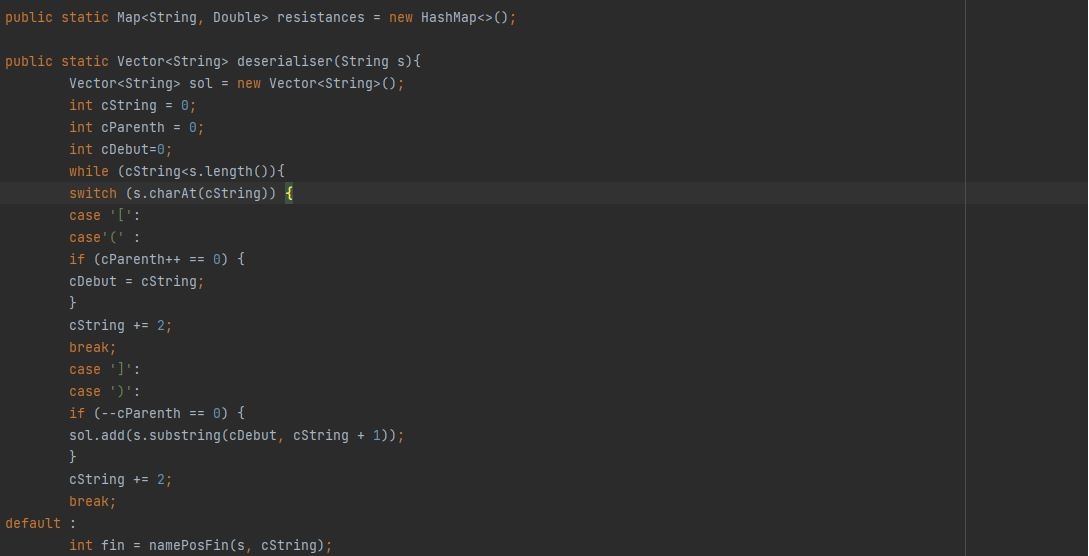 public static Map<String, Double> resistances = new HashMap<>();
public static Vector<String> deserialiser(String s){
Vector<String> sol = new Vector<String>();
int cString = 0;
int cParenth = 0;
int cDebut=0;
while (cString<s.length()){
switch (s.charAt(cString)) {
case '[':
case'(' :
if (cParenth++ == 0) {
cDebut = cString;
}
cString += 2;
break;
case ']':
case ')':
if (--cParenth == 0) {
sol.add(s.substring(cDebut, cString + 1));
}
cString += 2;
break;
default :
int fin = namePosFin(s, cString);